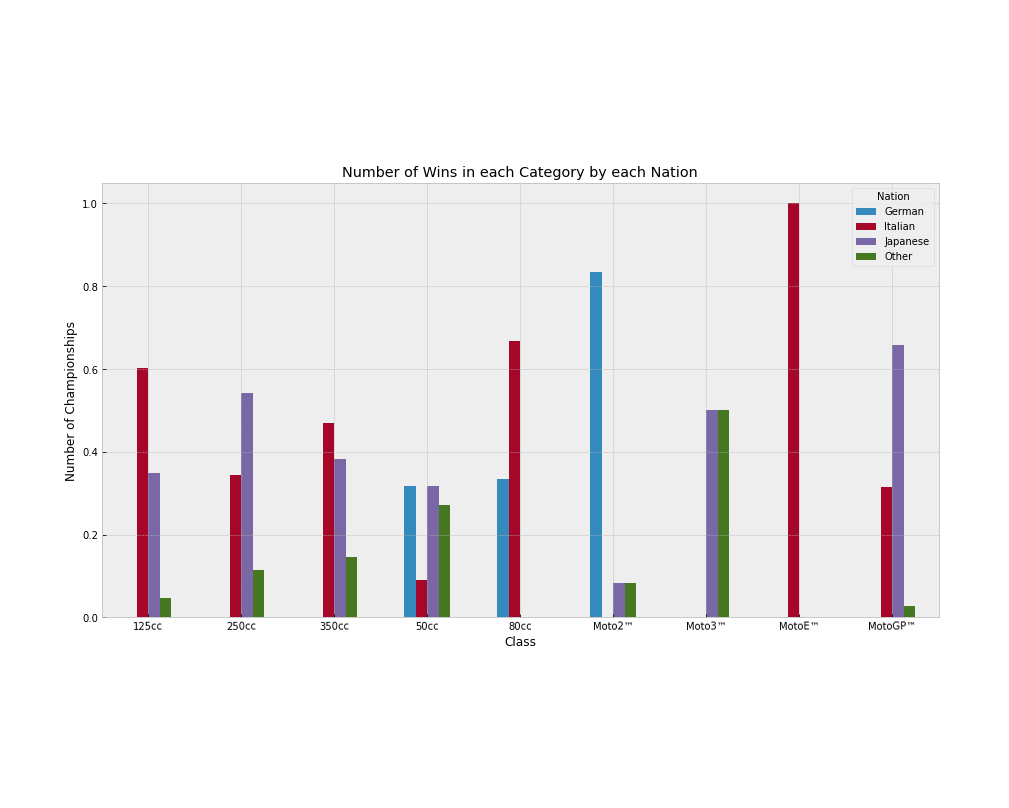 Number of Wins in each Category by each Nation
Nation
German
Italian
Japanese
Other
Number of Championships
1.0
0.8
0.6
0.4
0.2
0.0
125cc 250cc 350cc 50cc 80cc Moto2™ Moto3™ MotoE™ MotoGP™
Class